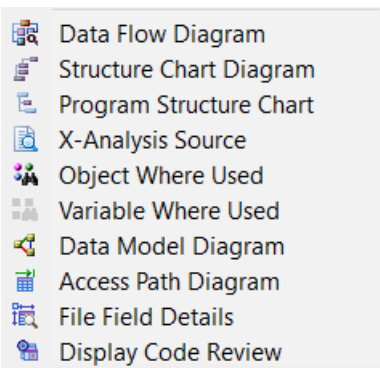 Data Flow Diagram
Structure Chart Diagram
Program Structure Chart
X-Analysis Source
Object Where Used
Variable Where Used
Data Model Diagram
Access Path Diagram
File Field Details
Display Code Review